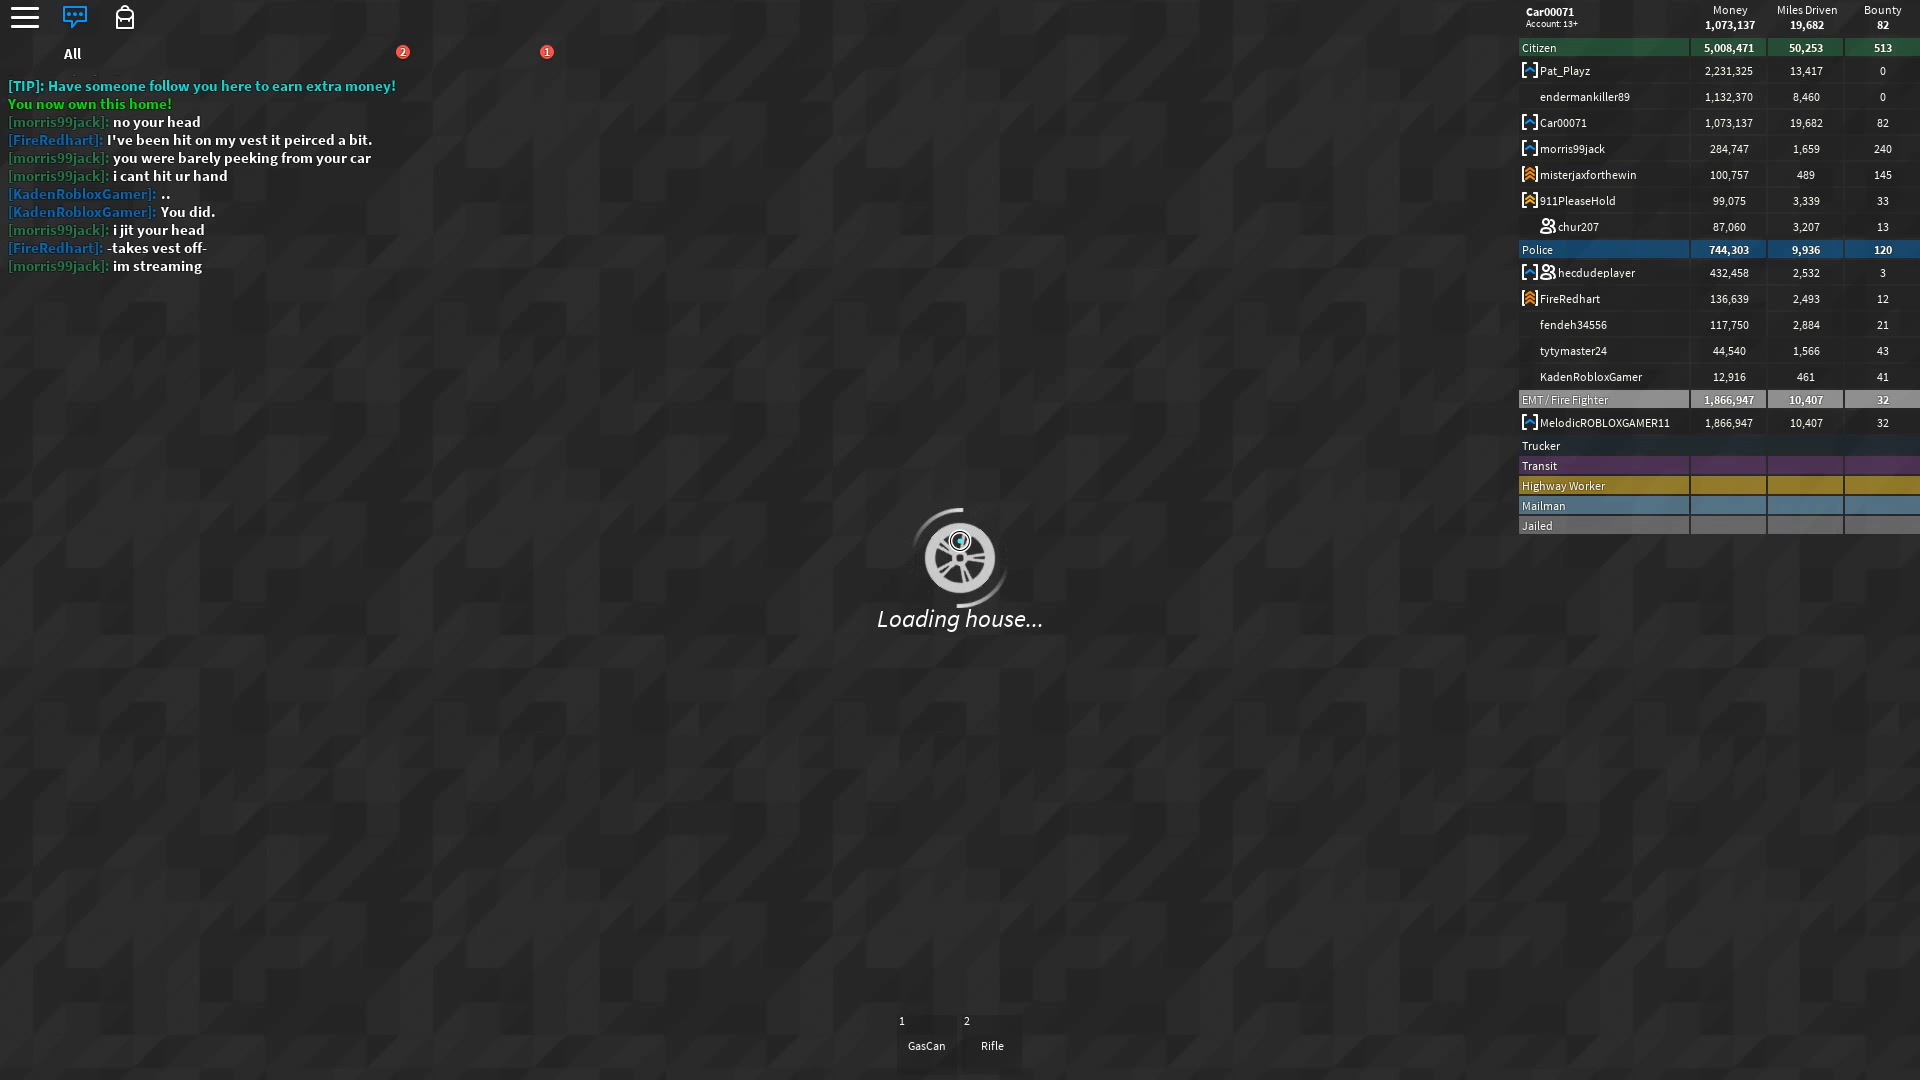 All
2
1
[TIP]: Have someone follow you here to earn extra money!
You now own this home!
[morris99jack]: no your head
[FireRedhart]: I've been hit on my vest it peirced a bit.
[morris99jack]: you were barely peeking from your car
[morris99jack]: i cant hit ur hand
[KadenRobloxGamer]: ..
[KadenRobloxGamer]: You did.
[morris99jack]: i jit your head
[FireRedhart]: -takes vest off-
[morris99jack]: im streaming
Loading house...
1 2
GasCan Rifle
Car00071 Money Miles Driven Bounty
Account: 13+ 1,073,137 19,682 82
Citizen 5,008,471 50,253 513
Pat_Playz 2,231,325 13,417 0
endermankiller89 1,132,370 8,460 0
Car00071 1,073,137 19,682 82
morris99jack 284,747 1,659 240
misterjaxforthewin 100,757 489 145
911PleaseHold 99,075 3,339 33
chur207 87,060 3,207 13
Police 744,303 9,936 120
hecdudeplayer 432,458 2,532 3
FireRedhart 136,639 2,493 12
fendeh34556 117,750 2,884 21
tytymaster24 44,540 1,566 43
KadenRobloxGamer 12,916 461 41
EMT / Fire Fighter 1,866,947 10,407 32
MelodicROBLOXGAMER11 1,866,947 10,407 32
Trucker
Transit
Highway Worker
Mailman
Jailed